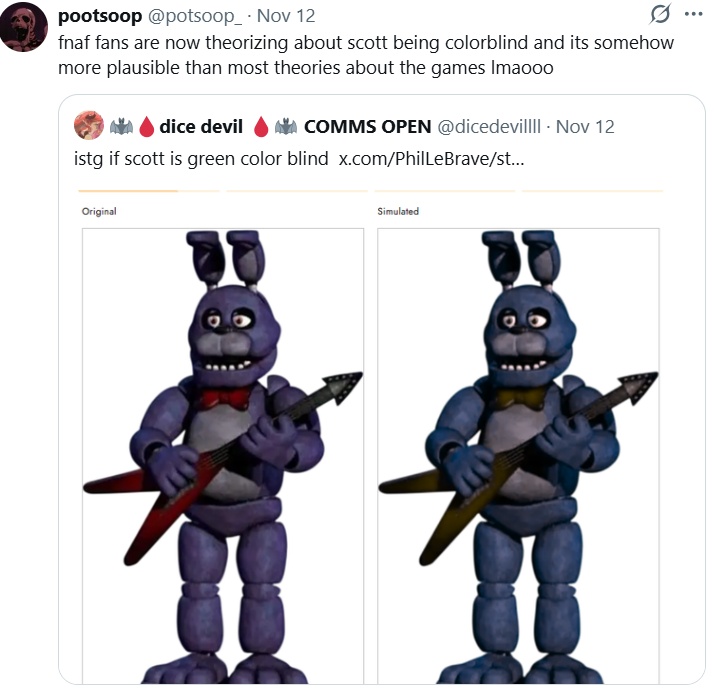 pootsoop @potsoop_ · Nov 12
fnaf fans are now theorizing about scott being colorblind and its somehow
more plausible than most theories about the games lmaooo
🦇🩸dice devil 🩸🦇 COMMS OPEN @dicedevillll · Nov 12
istg if scott is green color blind x.com/PhilLeBrave/st...
Original
Simulated